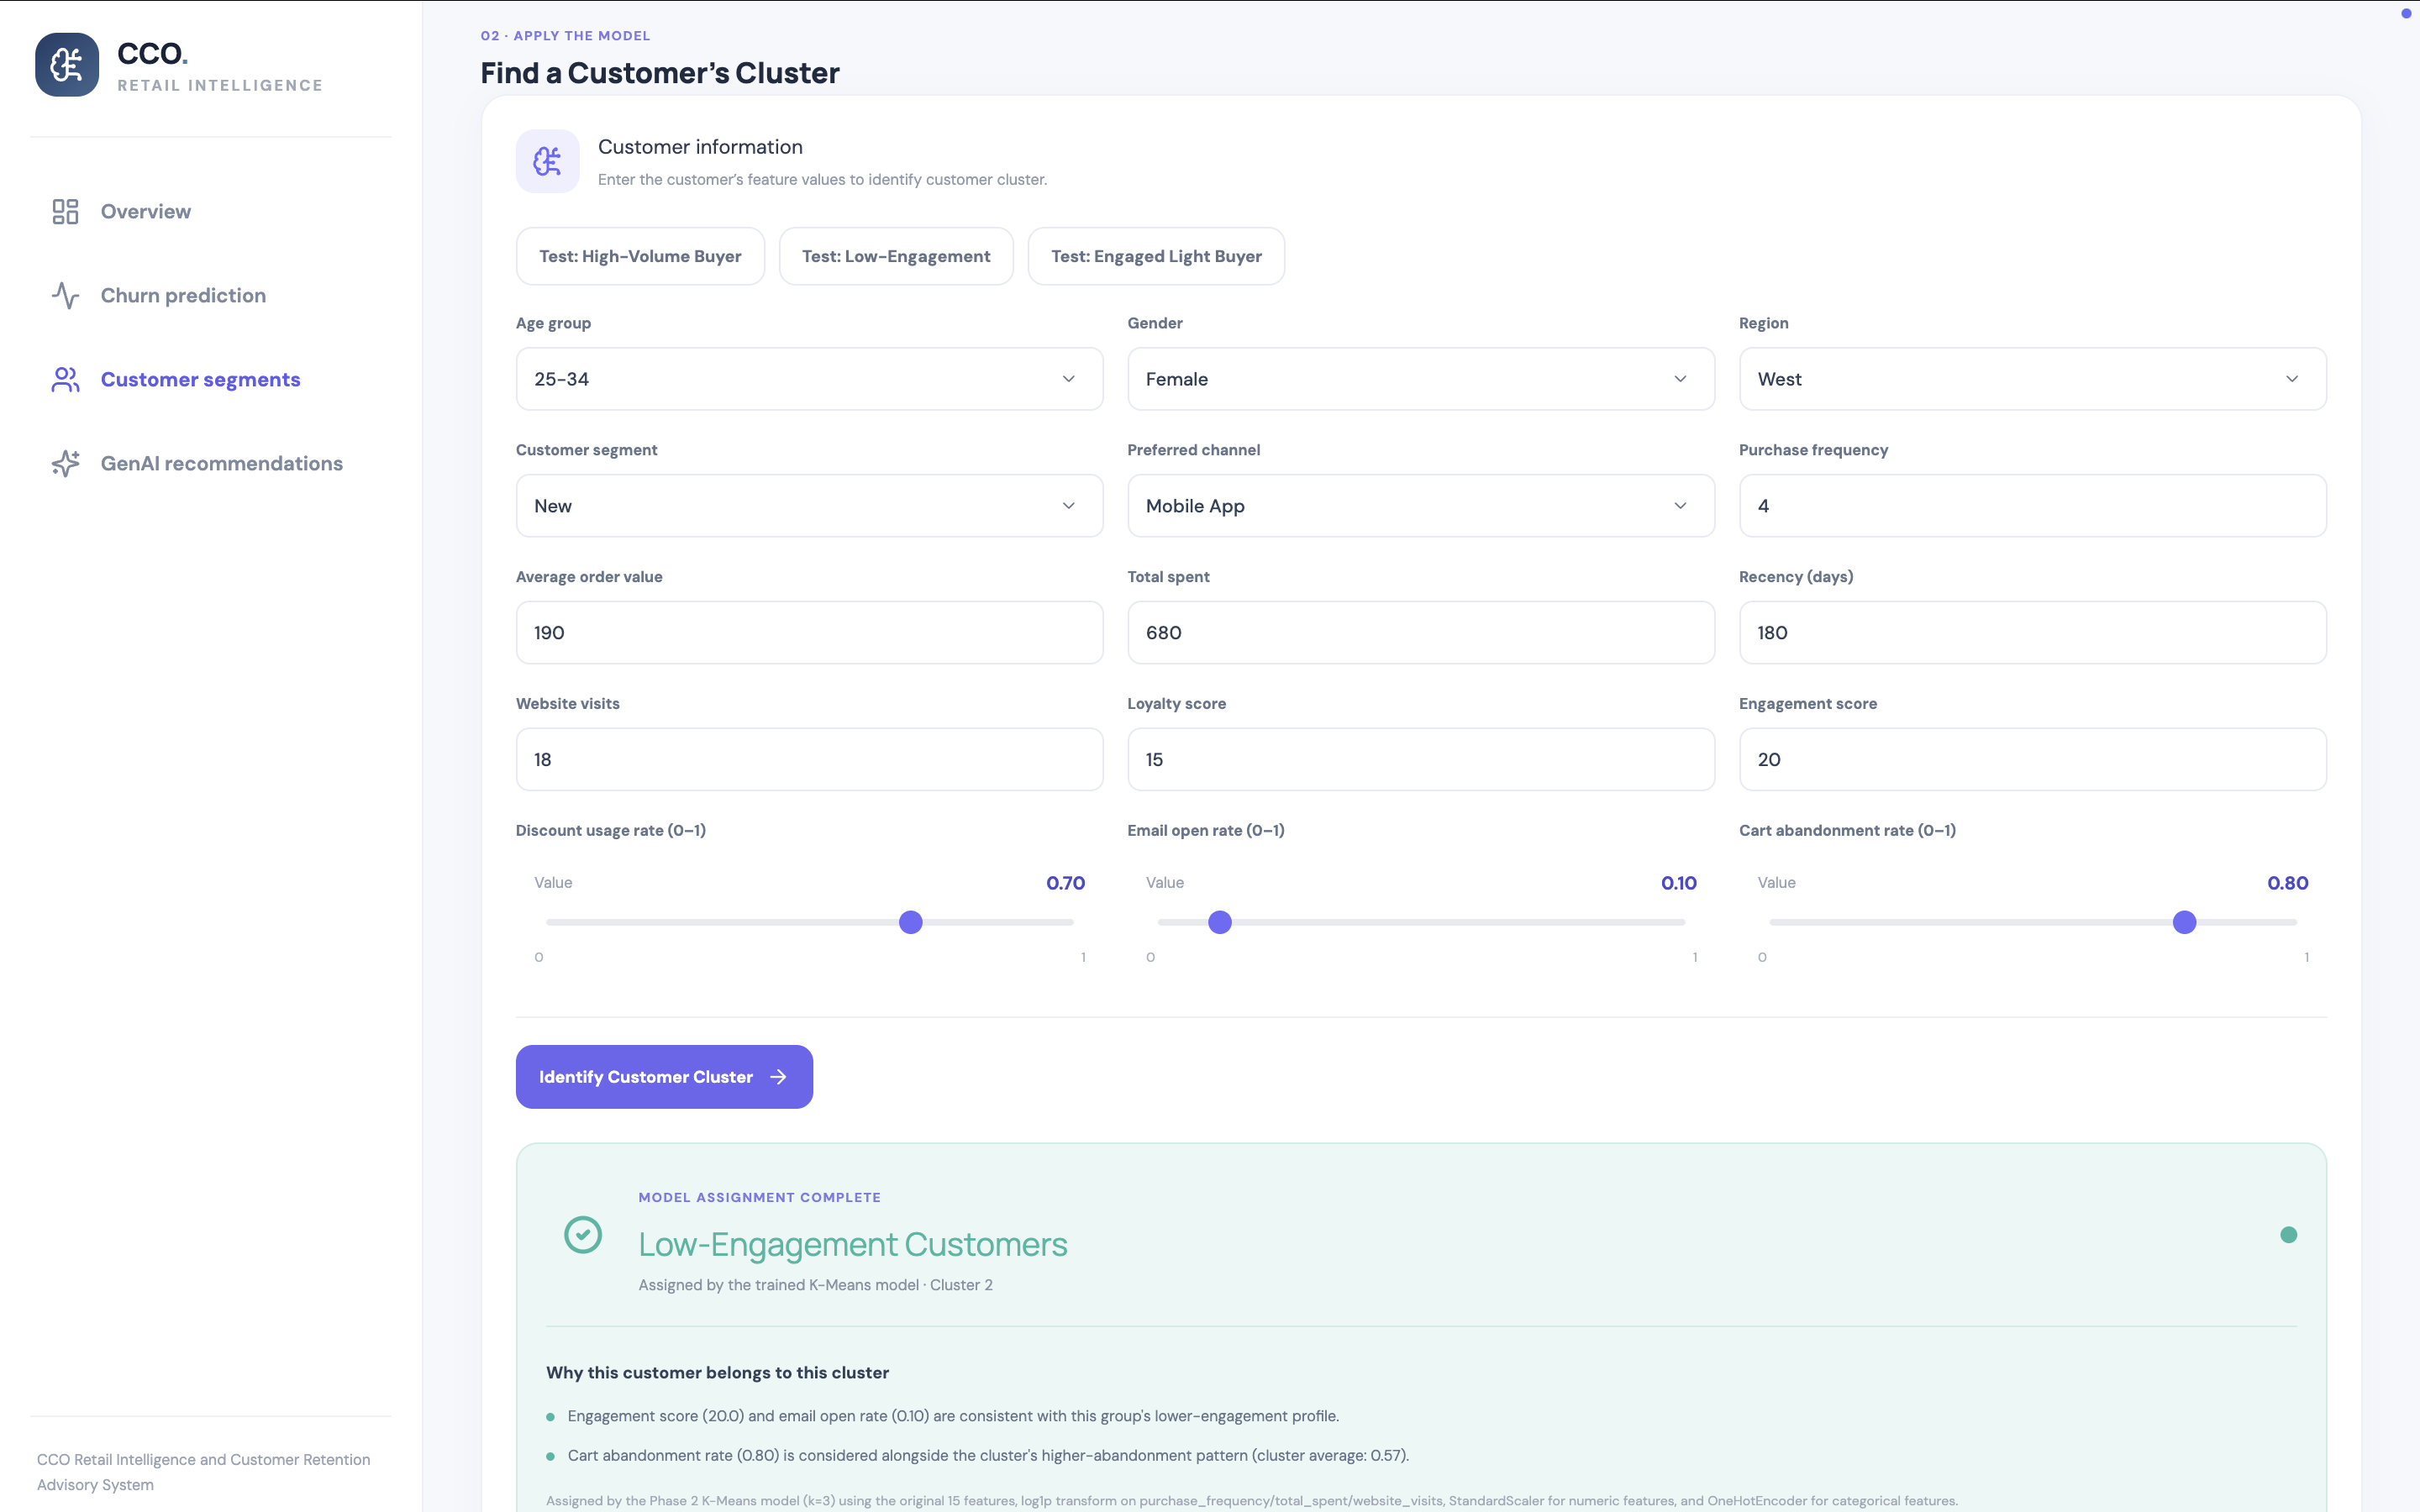 CCO.
RETAIL INTELLIGENCE
Overview
Churn prediction
Customer segments
GenAI recommendations
CCO Retail Intelligence and Customer Retention
Advisory System
02 · APPLY THE MODEL
Find a Customer’s Cluster
Customer information
Enter the customer’s feature values to identify customer cluster.
Test: High-Volume Buyer
Test: Low-Engagement
Test: Engaged Light Buyer
Age group
Gender
Region
25-34
Female
West
Customer segment
Preferred channel
Purchase frequency
New
Mobile App
4
Average order value
Total spent
Recency (days)
190
680
180
Website visits
Loyalty score
Engagement score
18
15
20
Discount usage rate (0–1)
Email open rate (0–1)
Cart abandonment rate (0–1)
Value 0.70
Value 0.10
Value 0.80
0 1
0 1
0 1
Identify Customer Cluster
MODEL ASSIGNMENT COMPLETE
Low-Engagement Customers
Assigned by the trained K-Means model · Cluster 2
Why this customer belongs to this cluster
Engagement score (20.0) and email open rate (0.10) are consistent with this group's lower-engagement profile.
Cart abandonment rate (0.80) is considered alongside the cluster's higher-abandonment pattern (cluster average: 0.57).
Assigned by the Phase 2 K-Means model (k=3) using the original 15 features, log1p transform on purchase_frequency/total_spent/website_visits, StandardScaler for numeric features, and OneHotEncoder for categorical features.